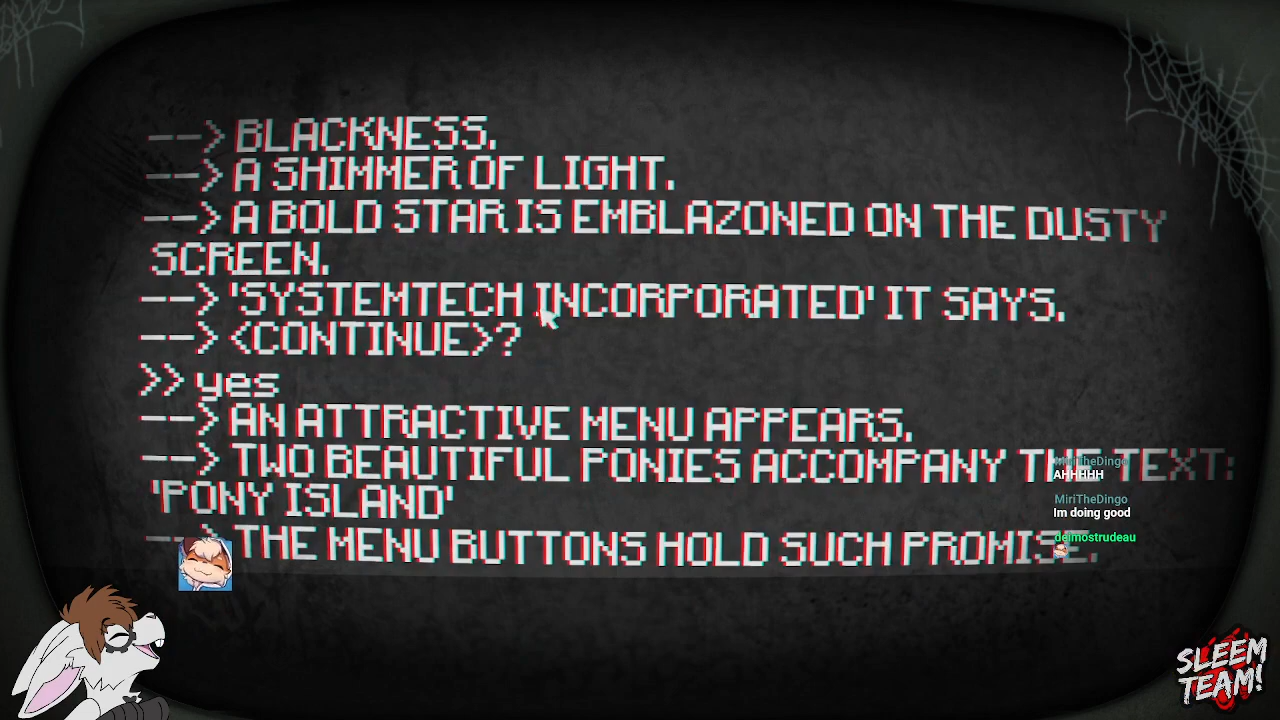 --> BLACKNESS.
--> A SHIMMER OF LIGHT.
--> A BOLD STAR IS EMBLAZONED ON THE DUSTY
SCREEN.
--> 'SYSTEMTECH INCORPORATED' IT SAYS.
--> <CONTINUE>?
>> yes
--> AN ATTRACTIVE MENU APPEARS.
--> TWO BEAUTIFUL PONIES ACCOMPANY THE TEXT:
'PONY ISLAND'
--> THE MENU BUTTONS HOLD SUCH PROMISE.
MiriTheDingo
AHHHHH
MiriTheDingo
Im doing good
deimostrudeau
SLEEM
TEAM!